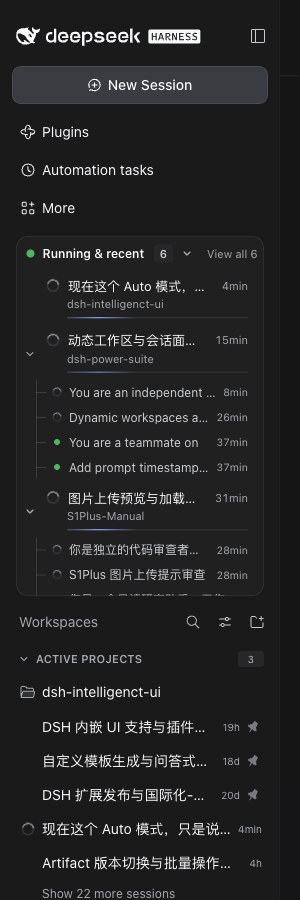 deepseek HARNESS
New Session
Plugins
Automation tasks
More
Running & recent 6 View all 6
现在这个 Auto 模式，... 4min
dsh-intelligenct-ui
动态工作区与会话面... 15min
dsh-power-suite
You are an independent ... 8min
Dynamic workspaces a... 26min
You are a teammate on 37min
Add prompt timestamp... 37min
图片上传预览与加载... 31min
S1Plus-Manual
你是独立的代码审查者... 28min
S1Plus 图片上传提示审查 28min
Workspaces
ACTIVE PROJECTS 3
dsh-intelligenct-ui
DSH 内嵌 UI 支持与插件... 19h
自定义模板生成与问答式... 18d
DSH 扩展发布与国际化-... 20d
现在这个 Auto 模式，只是说... 4min
Artifact 版本切换与批量操作... 4h
Show 22 more sessions